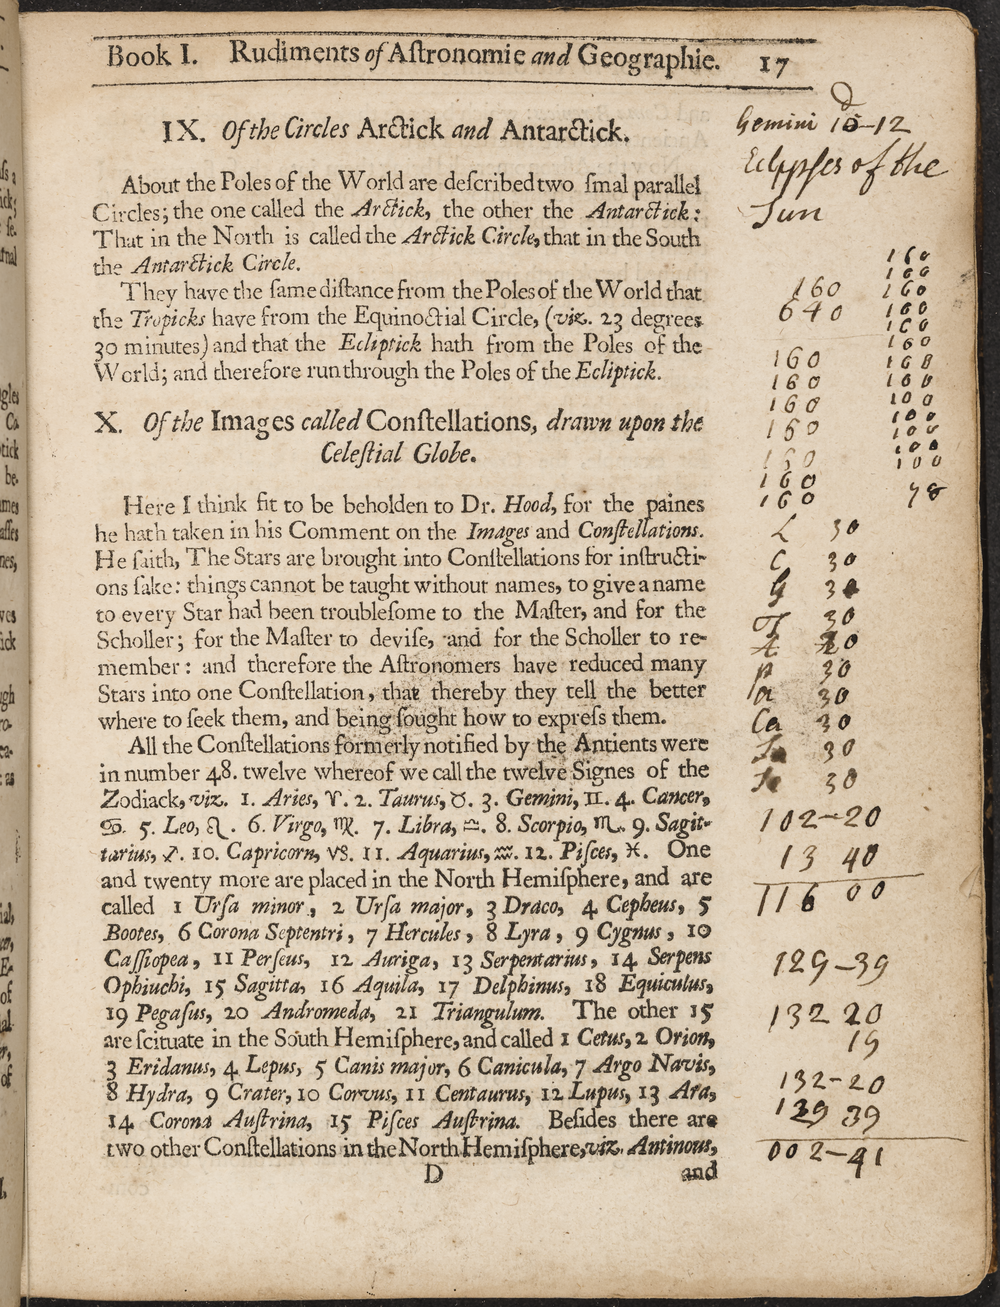 Book I. Rudiments of Aſtronomie and Geographie. 17
IX. Of the Circles Arctick and Antarctick.
About the Poles of the World are deſcribed two ſmal parallel
Circles; the one called the Arctick, the other the Antarctick:
That in the North is called the Arctick Circle, that in the South
the Antarctick Circle.
They have the ſame diſtance from the Poles of the World that
the Tropicks have from the Equinoctial Circle, (viz. 23 degrees
30 minutes) and that the Ecliptick hath from the Poles of the
World; and therefore run through the Poles of the Ecliptick.
X. Of the Images called Conſtellations, drawn upon the
Celeſtial Globe.
Here I think fit to be beholden to Dr. Hood, for the paines
he hath taken in his Comment on the Images and Conſtellations.
He ſaith, The Stars are brought into Conſtellations for inſtructi-
ons ſake: things cannot be taught without names, to give a name
to every Star had been troubleſome to the Maſter, and for the
Scholler; for the Maſter to deviſe, and for the Scholler to re-
member: and therefore the Aſtronomers have reduced many
Stars into one Conſtellation, that thereby they tell the better
where to ſeek them, and being ſought how to expreſs them.
All the Conſtellations formerly notified by the Antients were
in number 48. twelve whereof we call the twelve Signes of the
Zodiack, viz. 1. Aries, ♈. 2. Taurus, ♉. 3. Gemini, ♊. 4. Cancer,
♋. 5. Leo, ♌. 6. Virgo, ♍. 7. Libra, ♎. 8. Scorpio, ♏. 9. Sagit-
tarius, ♐. 10. Capricorn, ♑. 11. Aquarius, ♒. 12. Piſces, ♓. One
and twenty more are placed in the North Hemiſphere, and are
called 1 Urſa minor, 2 Urſa major, 3 Draco, 4 Cepheus, 5
Bootes, 6 Corona Septentri, 7 Hercules, 8 Lyra, 9 Cygnus, 10
Caſſiopea, 11 Perſeus, 12 Auriga, 13 Serpentarius, 14 Serpens
Ophiuchi, 15 Sagitta, 16 Aquila, 17 Delphinus, 18 Equiculus,
19 Pegaſus, 20 Andromeda, 21 Triangulum. The other 15
are ſcituate in the South Hemiſphere, and called 1 Cetus, 2 Orion,
3 Eridanus, 4 Lepus, 5 Canis major, 6 Canicula, 7 Argo Navis,
8 Hydra, 9 Crater, 10 Corvus, 11 Centaurus, 12 Lupus, 13 Ara,
14 Corona Auſtrina, 15 Piſces Auſtrina. Beſides there are
two other Conſtellations in the North Hemiſphere, viz. Antinous,
D and
Gemini 10-12
Eclipſes of the
Sun
160
640
160
160
160
160
160
160
L 30
C 30
G 30
30
30
p 30
a 30
Ca 30
30
30
102-20
13 40
116 00
129-39
132 20
19
132-20
129 39
002-41